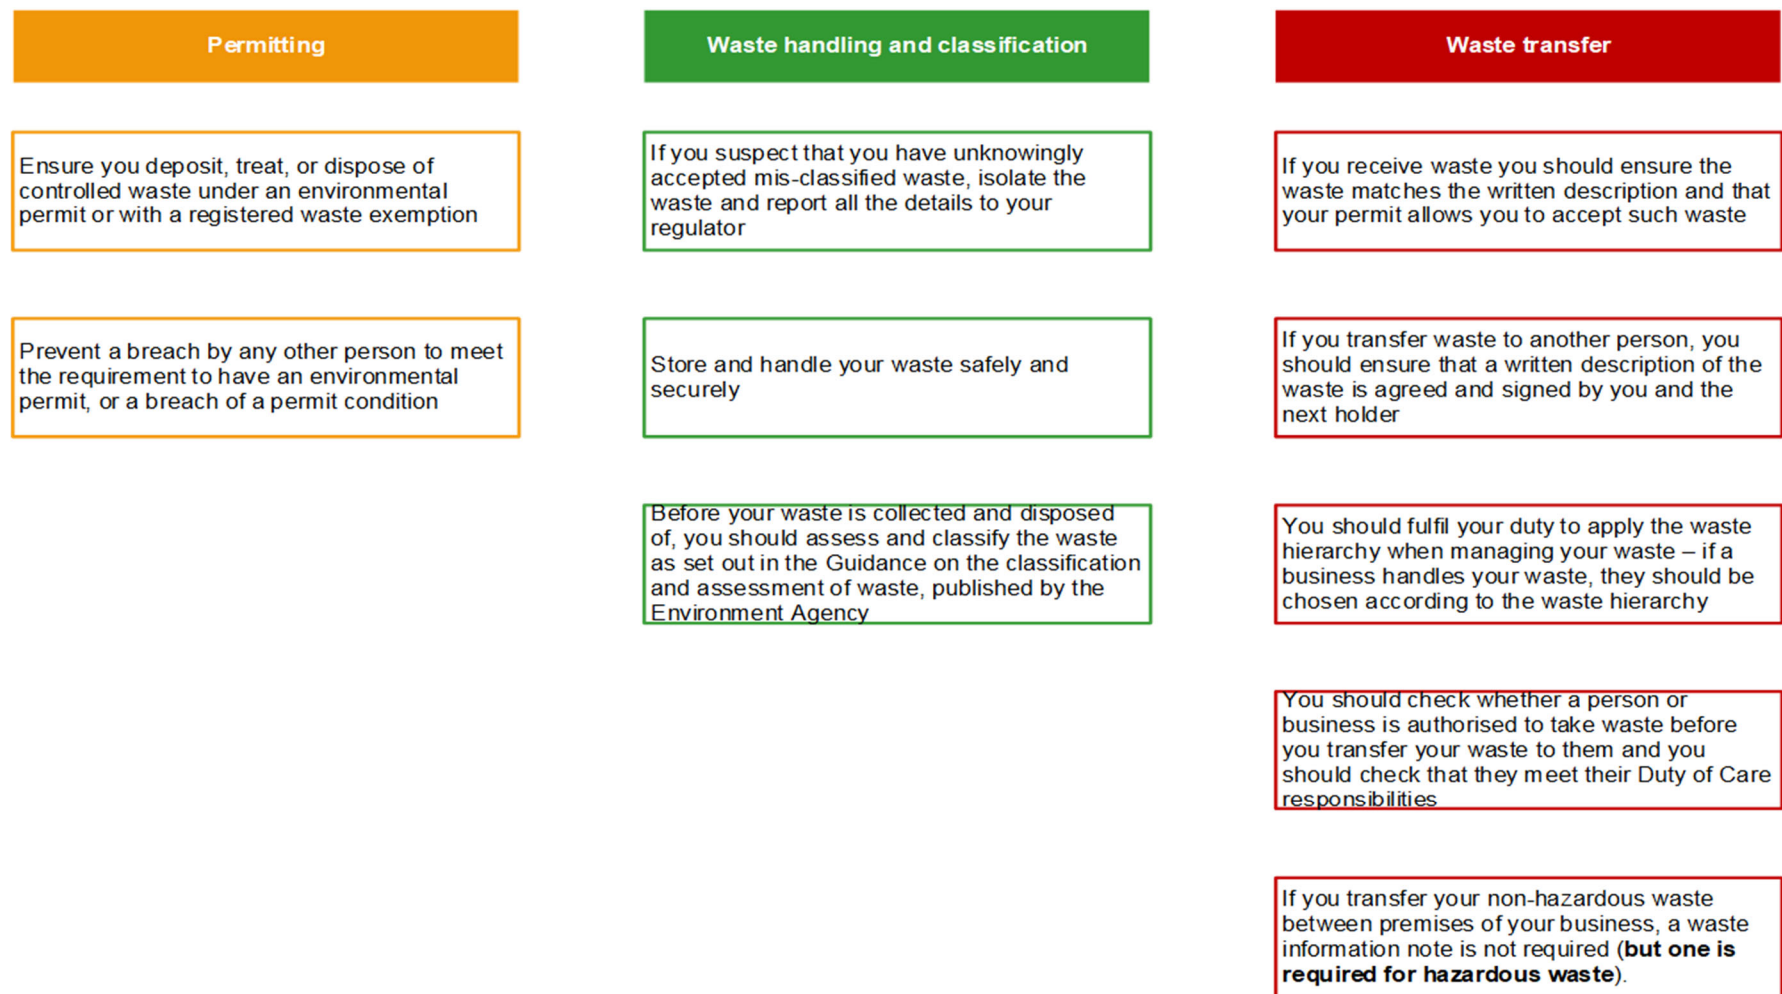 Permitting
Ensure you deposit, treat, or dispose of
controlled waste under an environmental
permit or with a registered waste exemption
Prevent a breach by any other person to meet
the requirement to have an environmental
permit, or a breach of a permit condition
Waste handling and classification
If you suspect that you have unknowingly
accepted mis-classified waste, isolate the
waste and report all the details to your
regulator
Store and handle your waste safely and
securely
Before your waste is collected and disposed
of, you should assess and classify the waste
as set out in the Guidance on the classification
and assessment of waste, published by the
Environment Agency
Waste transfer
If you receive waste you should ensure the
waste matches the written description and that
your permit allows you to accept such waste
If you transfer waste to another person, you
should ensure that a written description of the
waste is agreed and signed by you and the
next holder
You should fulfil your duty to apply the waste
hierarchy when managing your waste – if a
business handles your waste, they should be
chosen according to the waste hierarchy
You should check whether a person or
business is authorised to take waste before
you transfer your waste to them and you
should check that they meet their Duty of Care
responsibilities
If you transfer your non-hazardous waste
between premises of your business, a waste
information note is not required (but one is
required for hazardous waste).